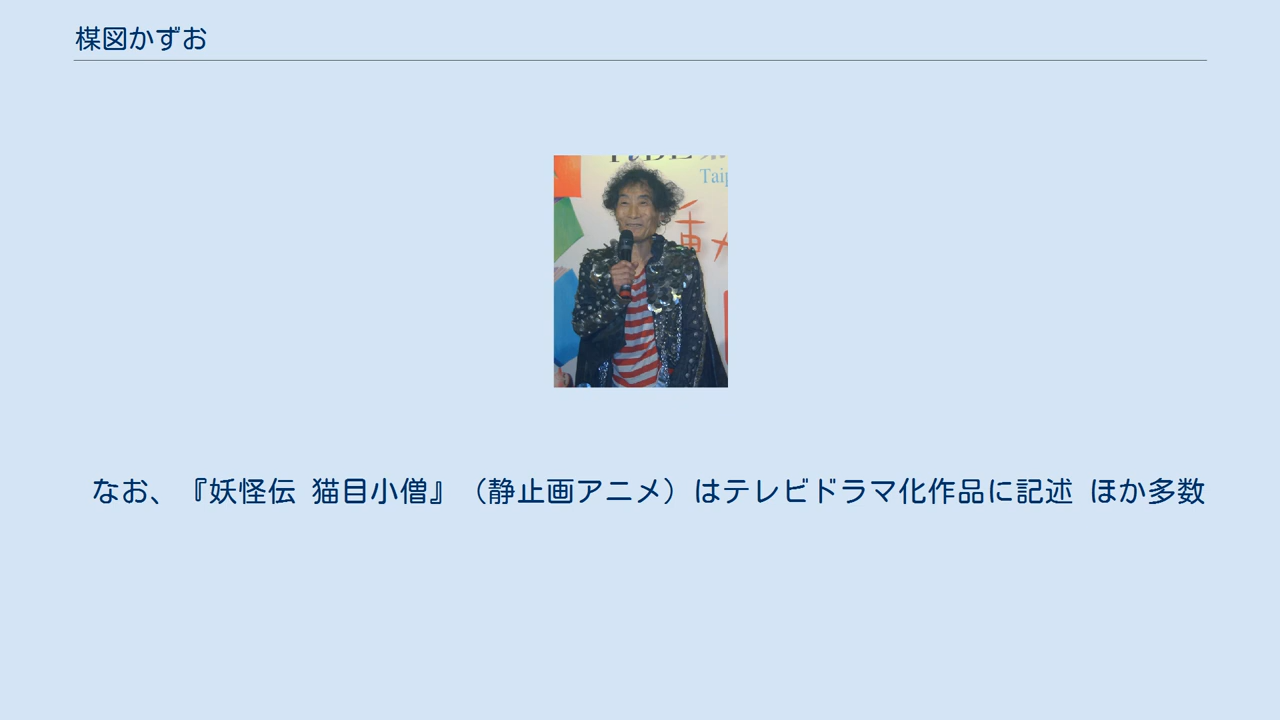 楳図かずお
Taip
なお、『妖怪伝 猫目小僧』（静止画アニメ）はテレビドラマ化作品に記述 ほか多数